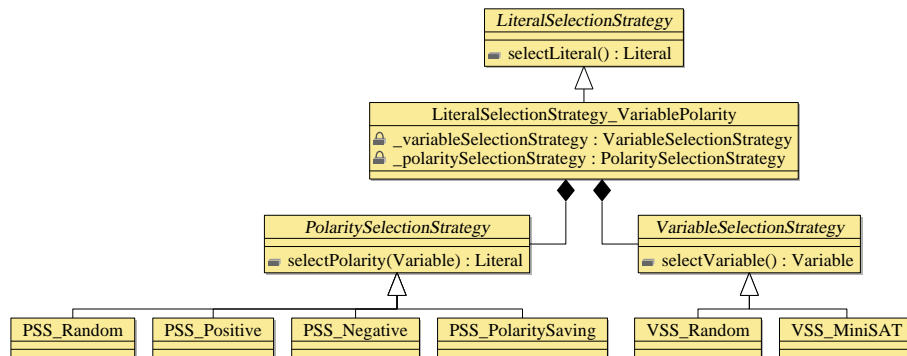 LiteralSelectionStrategy
selectLiteral() : Literal
LiteralSelectionStrategy_VariablePolarity
_variableSelectionStrategy : VariableSelectionStrategy
_polaritySelectionStrategy : PolaritySelectionStrategy
PolaritySelectionStrategy
selectPolarity(Variable) : Literal
VariableSelectionStrategy
selectVariable() : Variable
PSS_Random
PSS_Positive
PSS_Negative
PSS_PolaritySaving
VSS_Random
VSS_MiniSAT